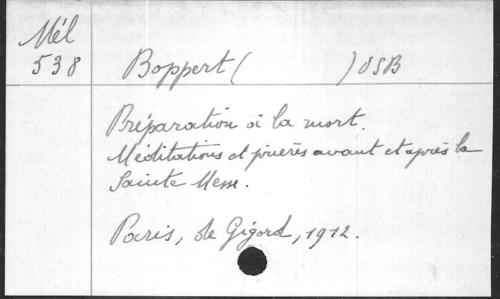 Mél
538
Boppert ( ) OSB
Préparation à la mort.
Méditations et prières avant et après la
Sainte Messe.
Paris, de Gigord, 1912.